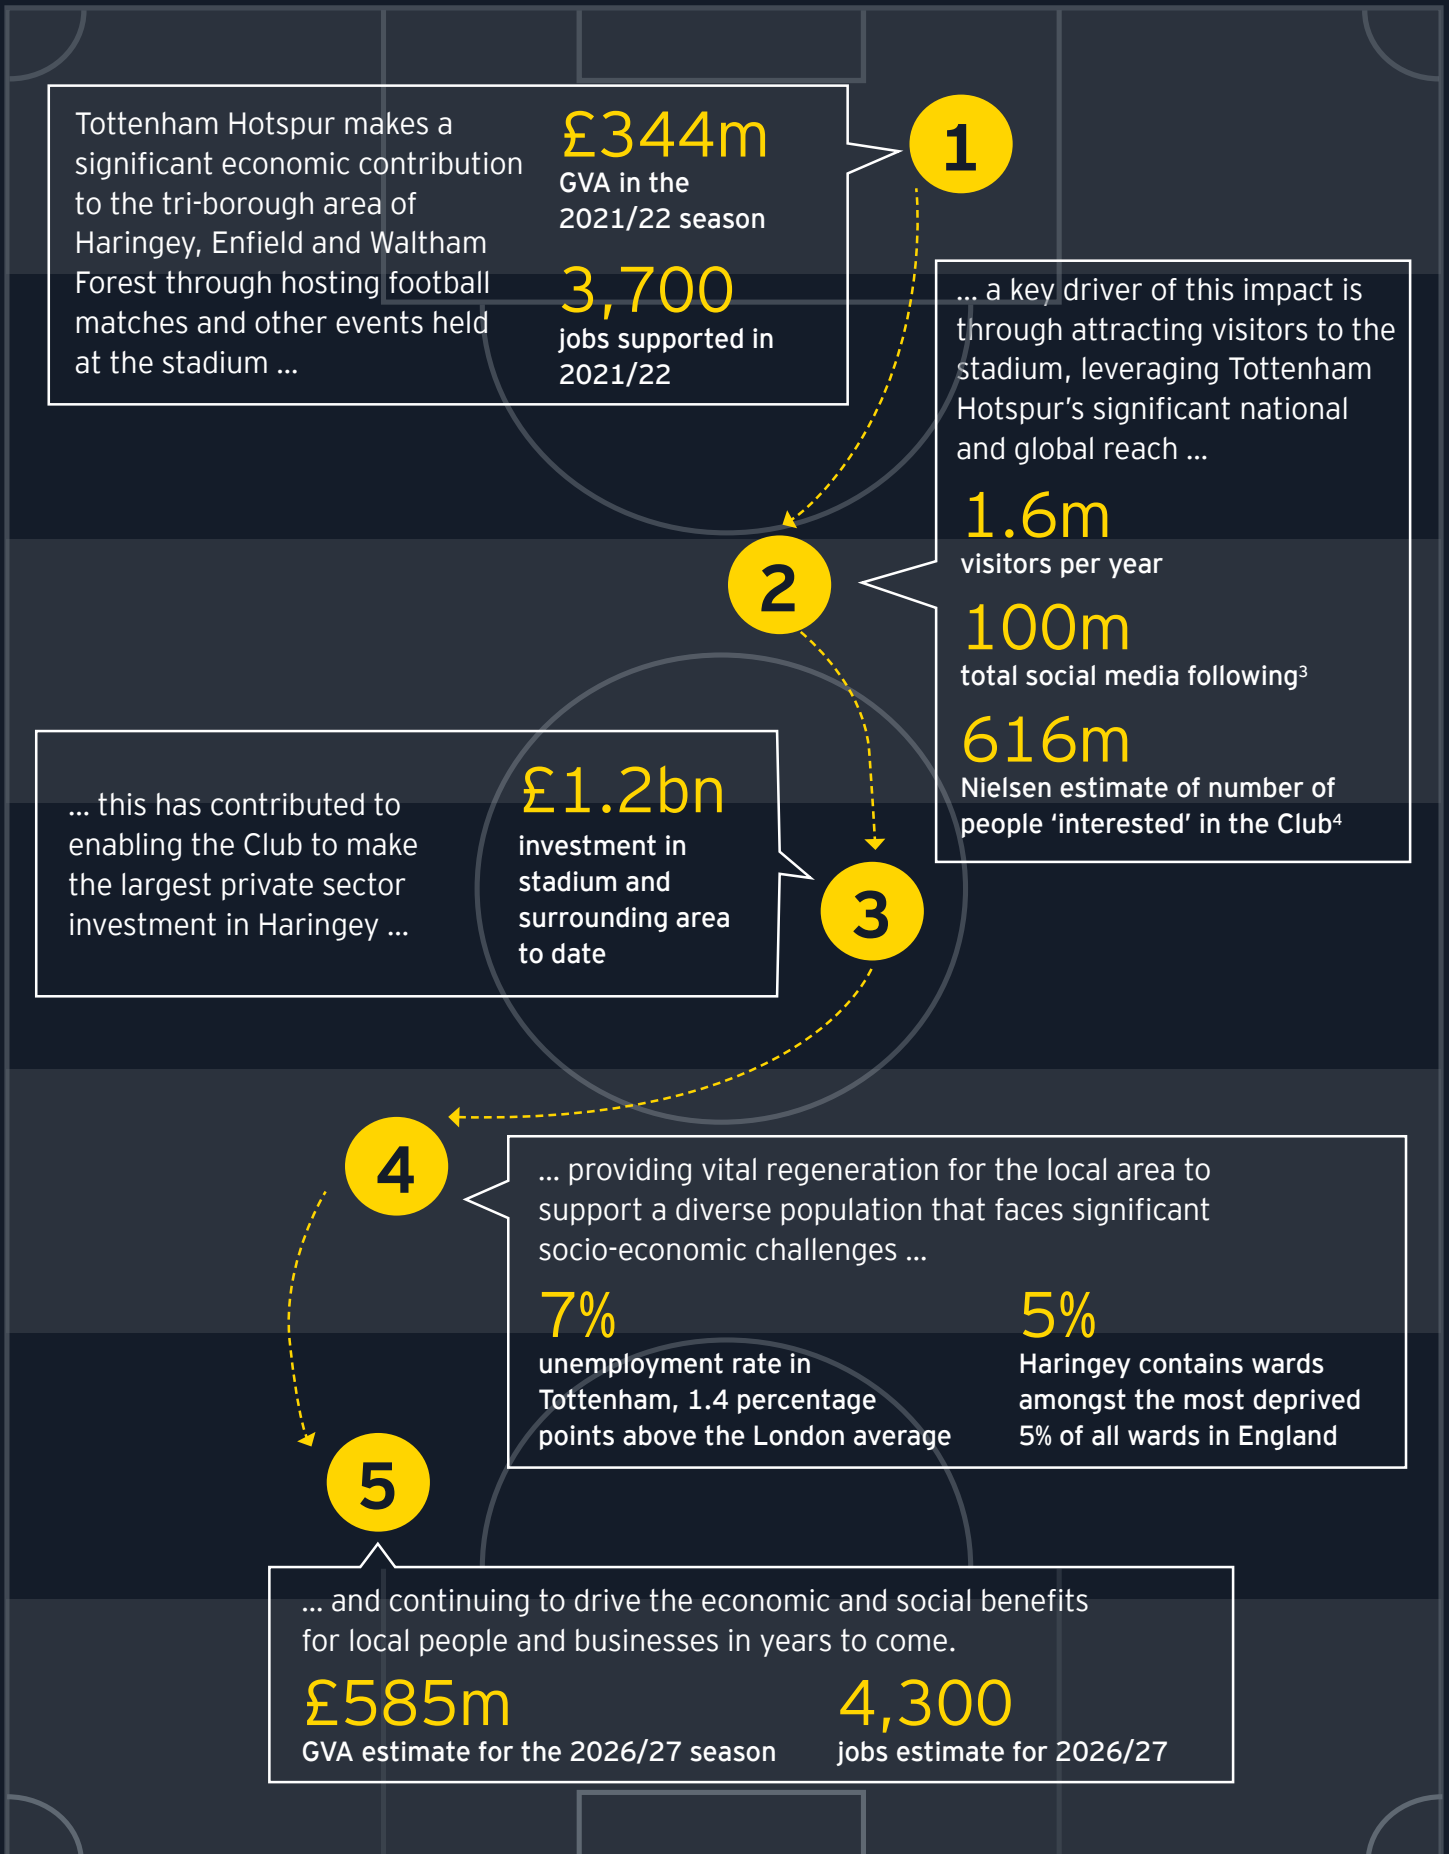 Tottenham Hotspur makes a
significant economic contribution
to the tri-borough area of
Haringey, Enfield and Waltham
Forest through hosting football
matches and other events held
at the stadium ...
£344m
GVA in the
2021/22 season
3,700
jobs supported in
2021/22
1
... a key driver of this impact is
through attracting visitors to the
stadium, leveraging Tottenham
Hotspur’s significant national
and global reach ...
1.6m
visitors per year
100m
total social media following³
616m
Nielsen estimate of number of
people ‘interested’ in the Club⁴
2
... this has contributed to
enabling the Club to make
the largest private sector
investment in Haringey ...
£1.2bn
investment in
stadium and
surrounding area
to date
3
4
... providing vital regeneration for the local area to
support a diverse population that faces significant
socio-economic challenges ...
7%
unemployment rate in
Tottenham, 1.4 percentage
points above the London average
5%
Haringey contains wards
amongst the most deprived
5% of all wards in England
5
... and continuing to drive the economic and social benefits
for local people and businesses in years to come.
£585m
GVA estimate for the 2026/27 season
4,300
jobs estimate for 2026/27